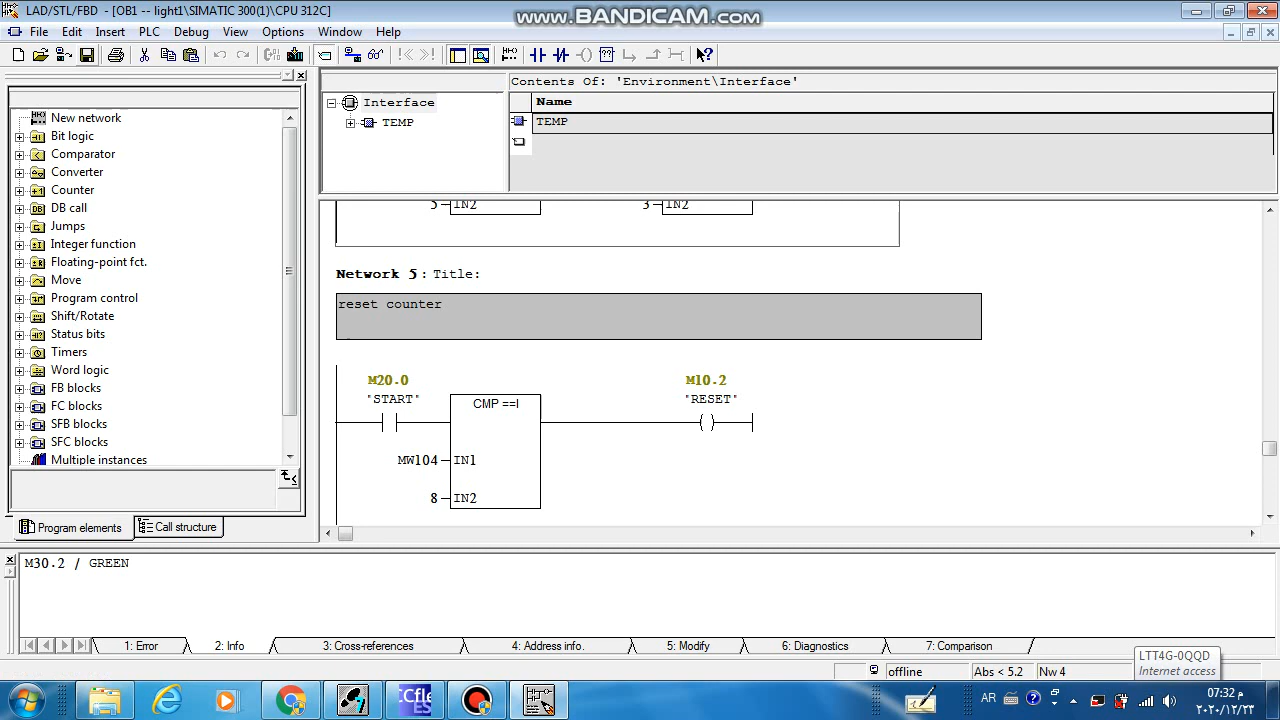 LAD/STL/FBD - [OB1 -- light1\SIMATIC 300(1)\CPU 312C]
www.BANDICAM.com
File Edit Insert PLC Debug View Options Window Help
New network
Bit logic
Comparator
Converter
Counter
DB call
Jumps
Integer function
Floating-point fct.
Move
Program control
Shift/Rotate
Status bits
Timers
Word logic
FB blocks
FC blocks
SFB blocks
SFC blocks
Multiple instances
Program elements
Call structure
Interface
TEMP
Contents Of: 'Environment\Interface'
Name
TEMP
5 IN2 3 IN2
Network 5 : Title:
reset counter
M20.0 M10.2
"START" "RESET"
CMP ==I
MW104 IN1
8 IN2
M30.2 / GREEN
1: Error 2: Info 3: Cross-references 4: Address info. 5: Modify 6: Diagnostics 7: Comparison
LTT4G-0QQD
Internet access
offline Abs < 5.2 Nw 4
Cfle
s
AR
07:32 م
٢٠٢٠/١٢/٢٣